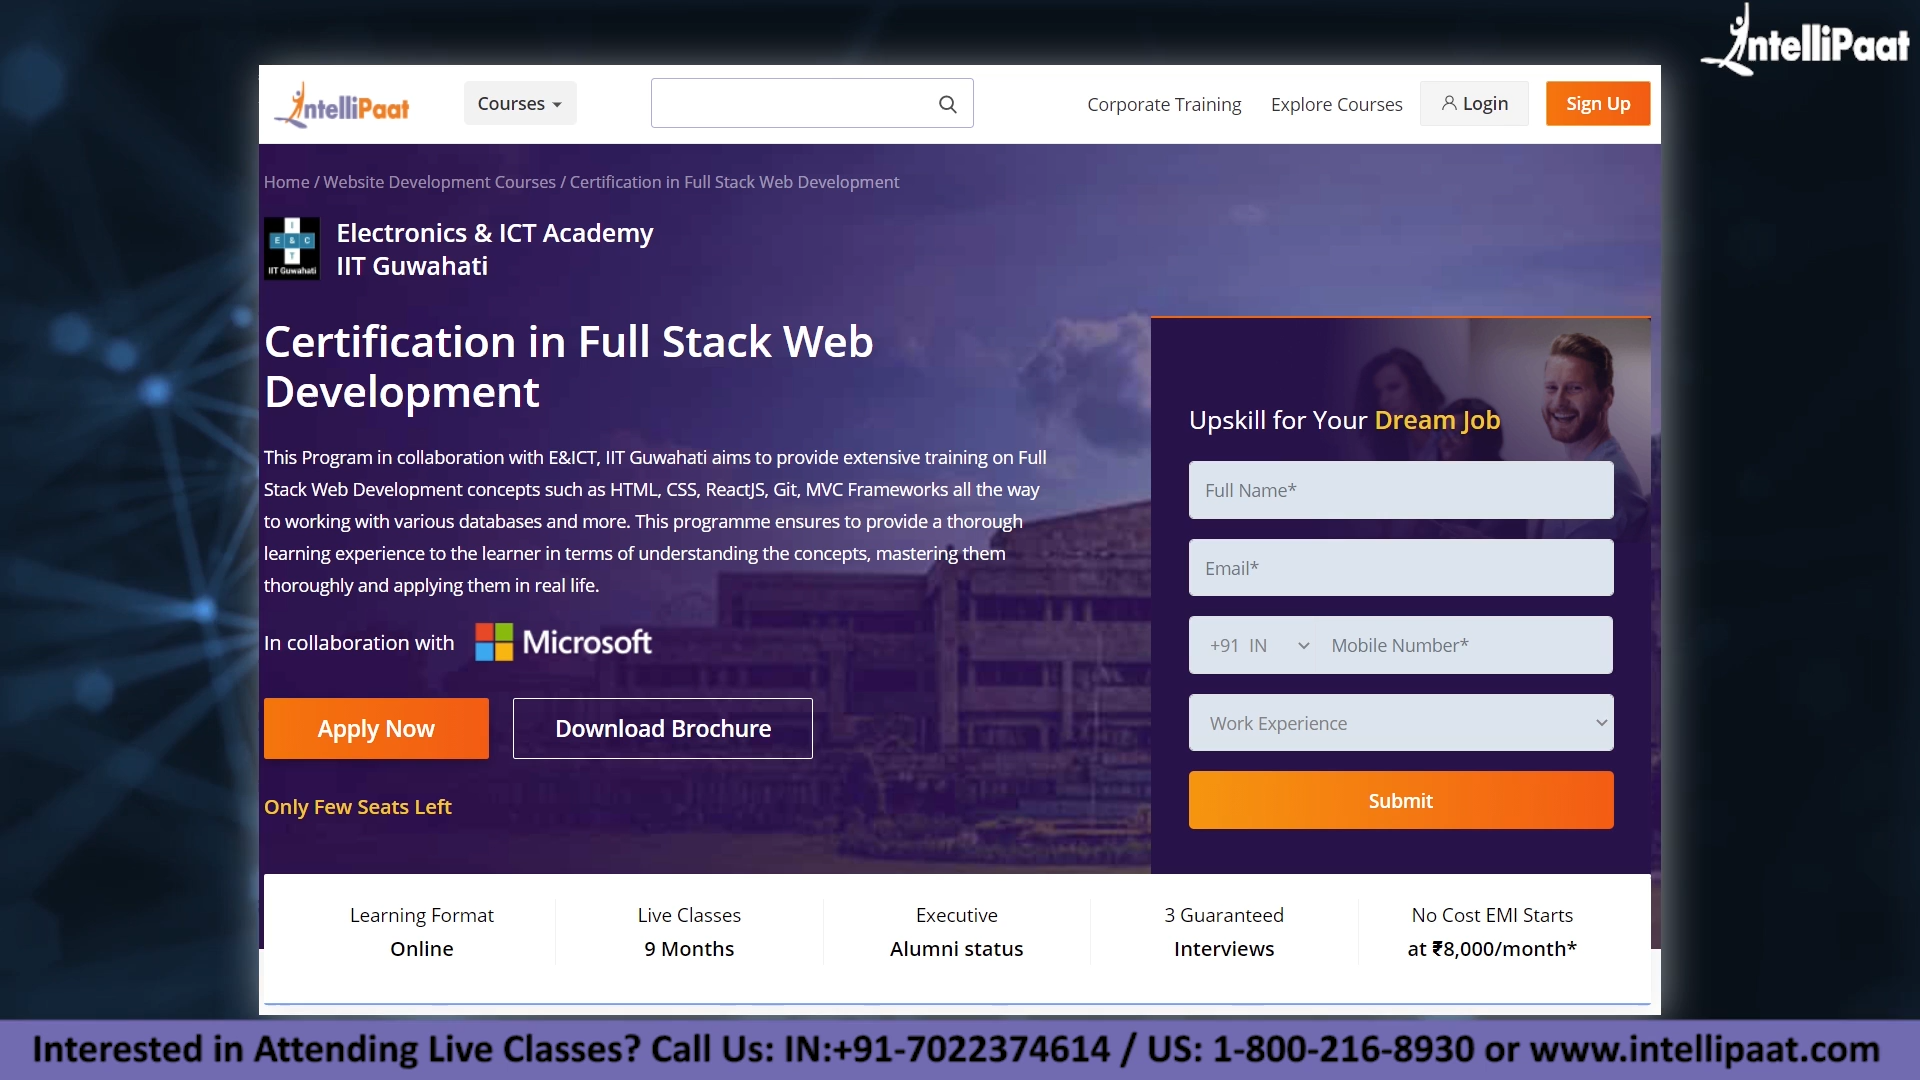 IntelliPaat
IntelliPaat
Courses
Corporate Training
Explore Courses
Login
Sign Up
Home / Website Development Courses / Certification in Full Stack Web Development
I
E & C
T
IIT Guwahati
Electronics & ICT Academy
IIT Guwahati
Certification in Full Stack Web
Development
This Program in collaboration with E&ICT, IIT Guwahati aims to provide extensive training on Full
Stack Web Development concepts such as HTML, CSS, ReactJS, Git, MVC Frameworks all the way
to working with various databases and more. This programme ensures to provide a thorough
learning experience to the learner in terms of understanding the concepts, mastering them
thoroughly and applying them in real life.
In collaboration with
Microsoft
Apply Now
Download Brochure
Only Few Seats Left
Upskill for Your Dream Job
Full Name*
Email*
+91 IN
Mobile Number*
Work Experience
Submit
Learning Format
Online
Live Classes
9 Months
Executive
Alumni status
3 Guaranteed
Interviews
No Cost EMI Starts
at ₹8,000/month*
Interested in Attending Live Classes? Call Us: IN:+91-7022374614 / US: 1-800-216-8930 or www.intellipaat.com